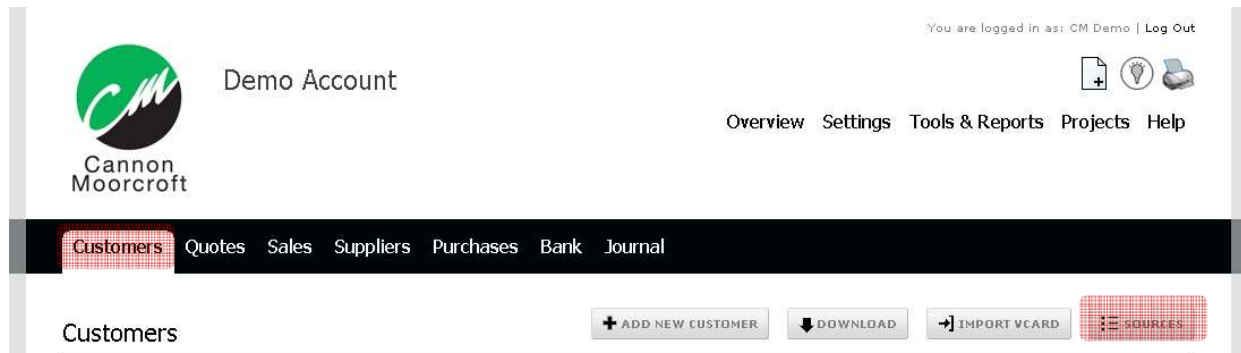 You are logged in as: CM Demo | Log Out
CM
Demo Account
Overview Settings Tools & Reports Projects Help
Cannon
Moorcroft
Customers Quotes Sales Suppliers Purchases Bank Journal
Customers
ADD NEW CUSTOMER DOWNLOAD IMPORT VCARD SOURCES